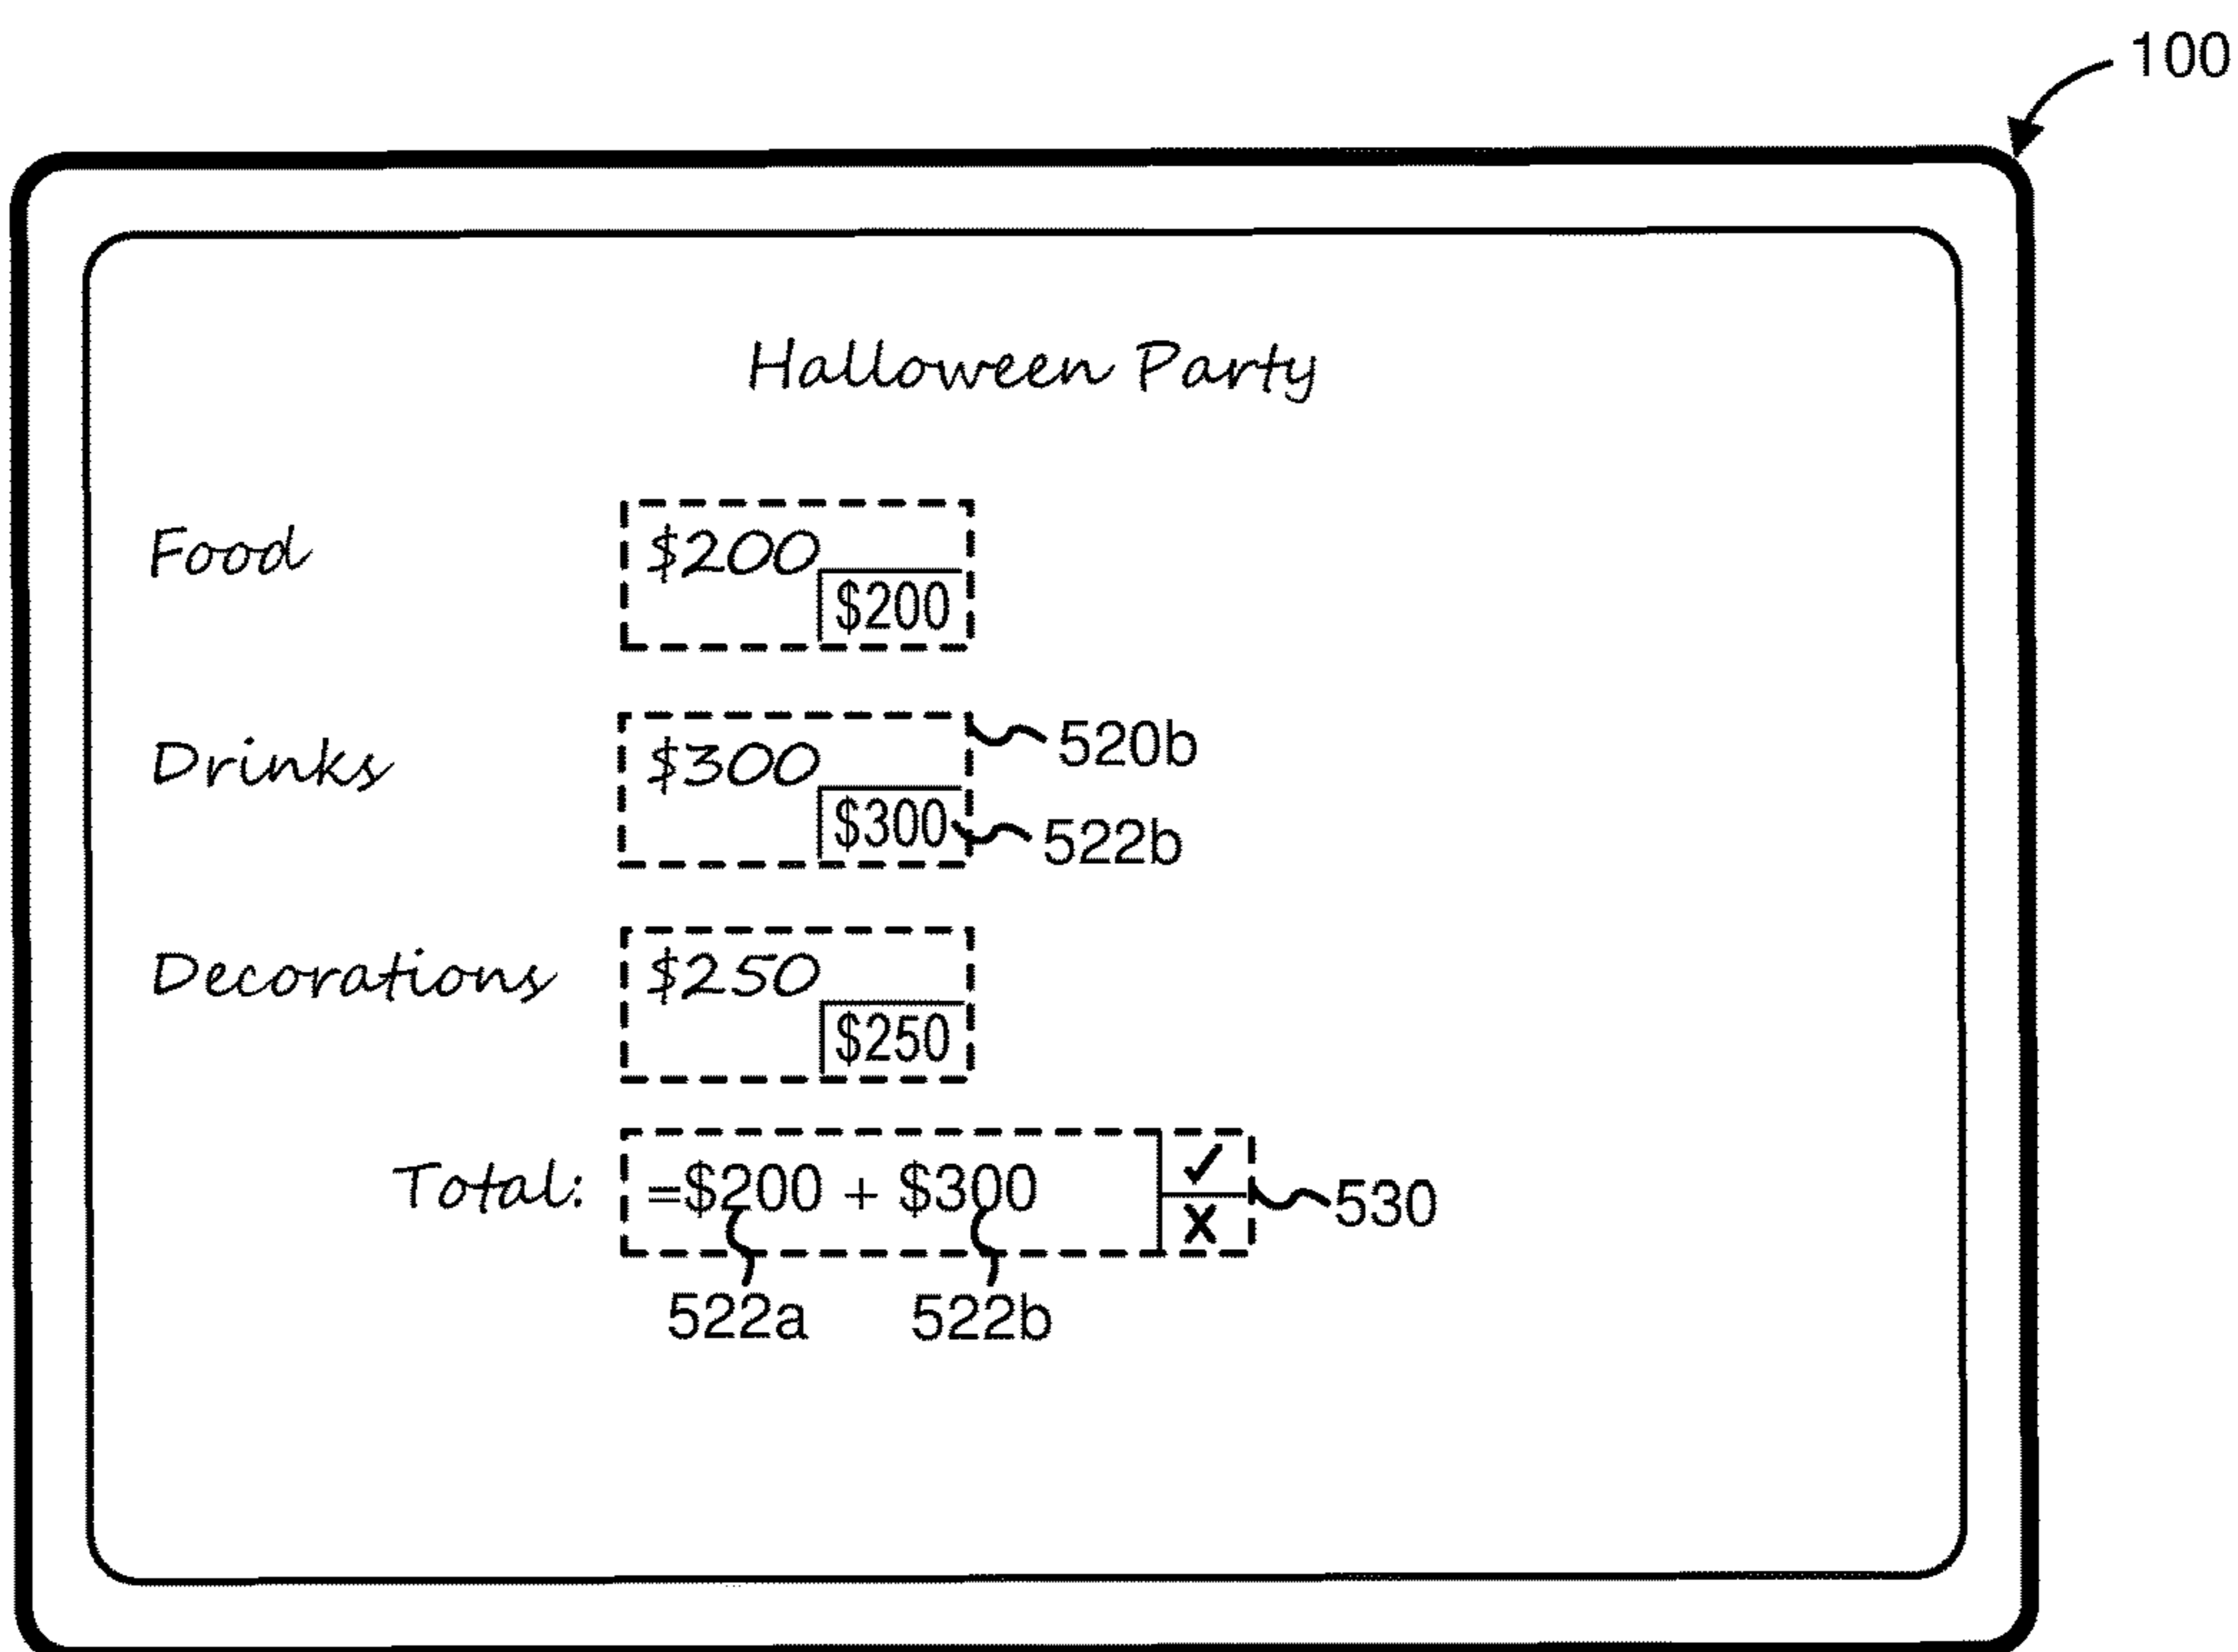 100
Halloween Party
Food $200
$200
Drinks $300 520b
$300 522b
Decorations $250
$250
Total: =$200 + $300 ✓
X 530
522a 522b